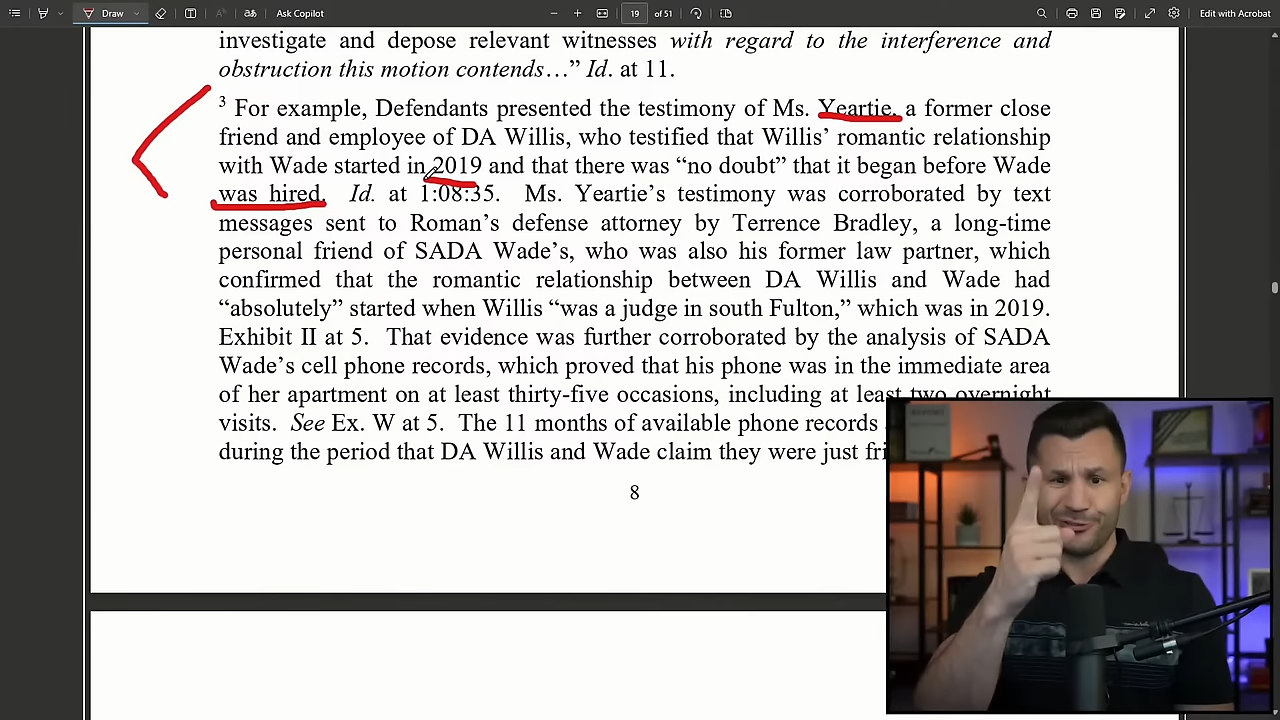 Draw
Ask Copilot
19 of 51
Edit with Acrobat
investigate and depose relevant witnesses with regard to the interference and
obstruction this motion contends…” Id. at 11.
3 For example, Defendants presented the testimony of Ms. Yeartie, a former close
friend and employee of DA Willis, who testified that Willis’ romantic relationship
with Wade started in 2019 and that there was “no doubt” that it began before Wade
was hired. Id. at 1:08:35. Ms. Yeartie’s testimony was corroborated by text
messages sent to Roman’s defense attorney by Terrence Bradley, a long-time
personal friend of SADA Wade’s, who was also his former law partner, which
confirmed that the romantic relationship between DA Willis and Wade had
“absolutely” started when Willis “was a judge in south Fulton,” which was in 2019.
Exhibit II at 5. That evidence was further corroborated by the analysis of SADA
Wade’s cell phone records, which proved that his phone was in the immediate area
of her apartment on at least thirty-five occasions, including at least two overnight
visits. See Ex. W at 5. The 11 months of available phone records
during the period that DA Willis and Wade claim they were just
8